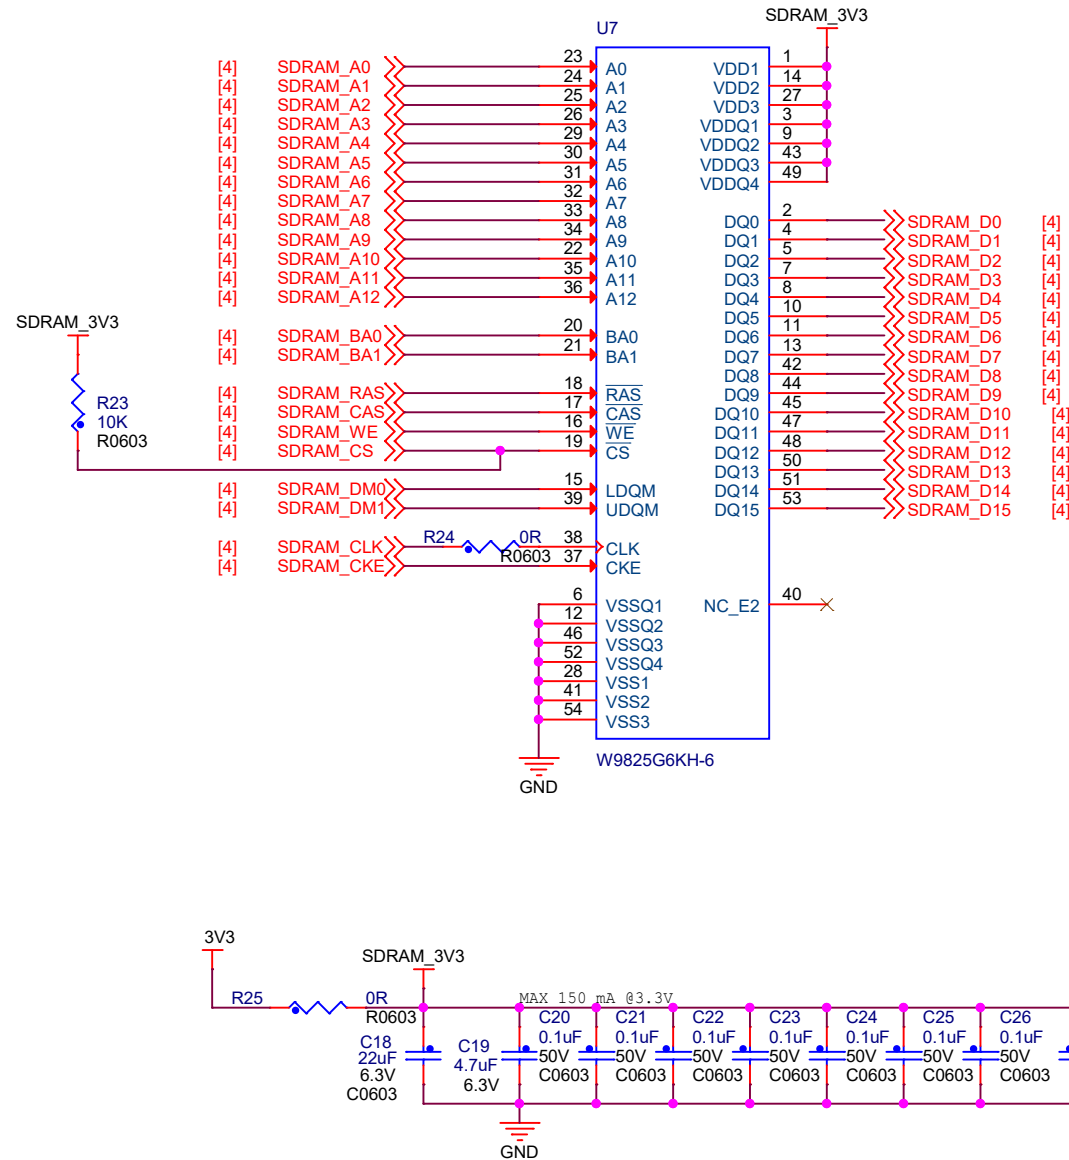 SDRAM_3V3
U7
[4] SDRAM_A0 23 A0 VDD1 1
[4] SDRAM_A1 24 A1 VDD2 14
[4] SDRAM_A2 25 A2 VDD3 27
[4] SDRAM_A3 26 A3 VDDQ1 3
[4] SDRAM_A4 29 A4 VDDQ2 9
[4] SDRAM_A5 30 A5 VDDQ3 43
[4] SDRAM_A6 31 A6 VDDQ4 49
[4] SDRAM_A7 32 A7
[4] SDRAM_A8 33 A8 DQ0 2 SDRAM_D0 [4]
[4] SDRAM_A9 34 A9 DQ1 4 SDRAM_D1 [4]
[4] SDRAM_A10 22 A10 DQ2 5 SDRAM_D2 [4]
[4] SDRAM_A11 35 A11 DQ3 7 SDRAM_D3 [4]
[4] SDRAM_A12 36 A12 DQ4 8 SDRAM_D4 [4]
DQ5 10 SDRAM_D5 [4]
SDRAM_3V3
[4] SDRAM_BA0 20 BA0 DQ6 11 SDRAM_D6 [4]
[4] SDRAM_BA1 21 BA1 DQ7 13 SDRAM_D7 [4]
DQ8 42 SDRAM_D8 [4]
[4] SDRAM_RAS 18 RAS DQ9 44 SDRAM_D9 [4]
R23
[4] SDRAM_CAS 17 CAS DQ10 45 SDRAM_D10 [4]
10K
[4] SDRAM_WE 16 WE DQ11 47 SDRAM_D11 [4]
R0603
[4] SDRAM_CS 19 CS DQ12 48 SDRAM_D12 [4]
DQ13 50 SDRAM_D13 [4]
[4] SDRAM_DM0 15 LDQM DQ14 51 SDRAM_D14 [4]
[4] SDRAM_DM1 39 UDQM DQ15 53 SDRAM_D15 [4]
[4] SDRAM_CLK R24 0R 38 CLK
R0603
[4] SDRAM_CKE 37 CKE
6 VSSQ1 NC_E2 40
12 VSSQ2
46 VSSQ3
52 VSSQ4
28 VSS1
41 VSS2
54 VSS3
W9825G6KH-6
GND
3V3
SDRAM_3V3
R25 0R
R0603
MAX 150 mA @3.3V
C18
22uF
6.3V
C0603
C19
4.7uF
6.3V
C20
0.1uF
50V
C0603
C21
0.1uF
50V
C0603
C22
0.1uF
50V
C0603
C23
0.1uF
50V
C0603
C24
0.1uF
50V
C0603
C25
0.1uF
50V
C0603
C26
0.1uF
50V
C0603
GND